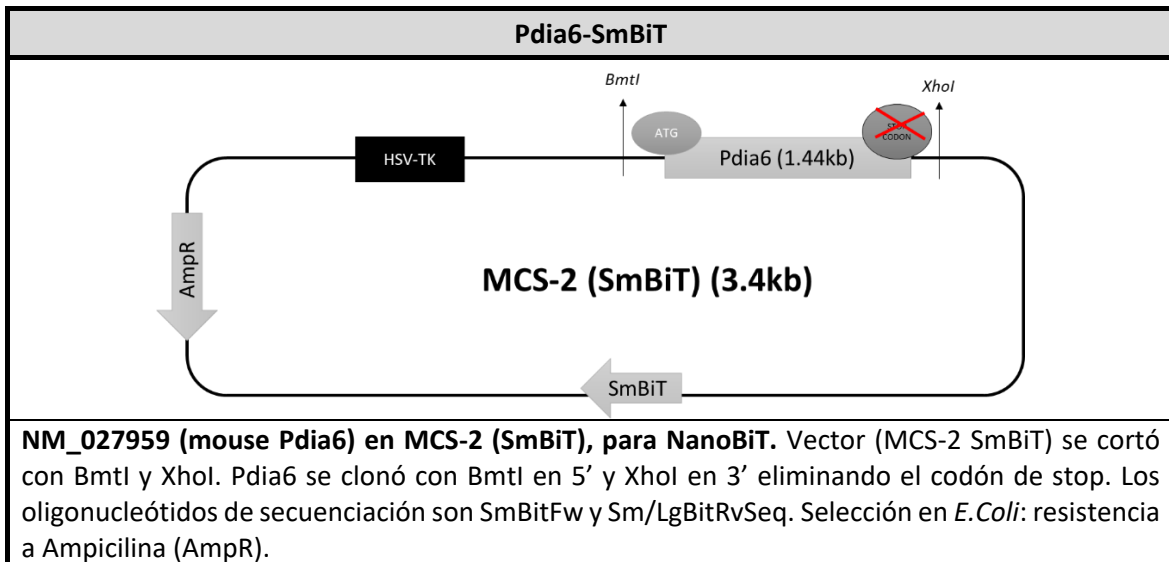 Pdia6-SmBiT
BmtI
XhoI
ATG
STOP
CODON
HSV-TK
Pdia6 (1.44kb)
AmpR
MCS-2 (SmBiT) (3.4kb)
SmBiT
NM_027959 (mouse Pdia6) en MCS-2 (SmBiT), para NanoBiT. Vector (MCS-2 SmBiT) se cortó
con BmtI y XhoI. Pdia6 se clonó con BmtI en 5’ y XhoI en 3’ eliminando el codón de stop. Los
oligonucleótidos de secuenciación son SmBitFw y Sm/LgBitRvSeq. Selección en E.Coli: resistencia
a Ampicilina (AmpR).